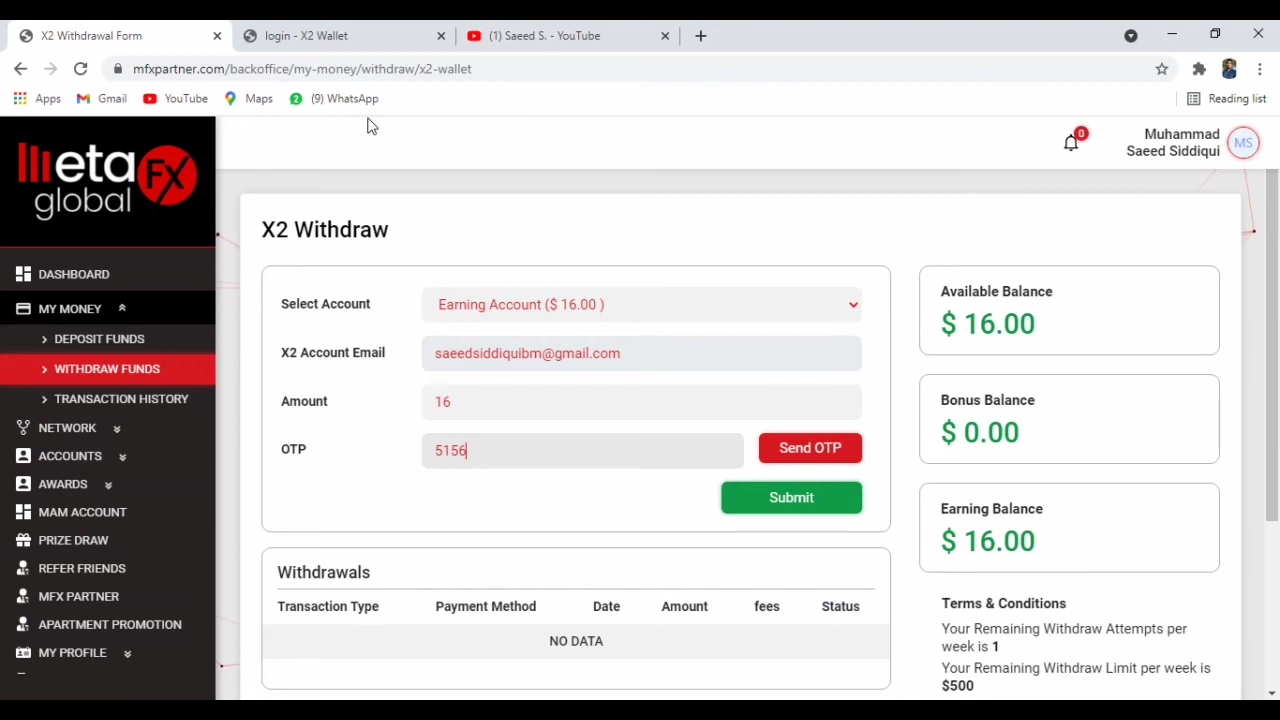 X2 Withdrawal Form
login - X2 Wallet
(1) Saeed S. - YouTube
mfxpartner.com/backoffice/my-money/withdraw/x2-wallet
Apps
Gmail
YouTube
Maps
(9) WhatsApp
Reading list
meta FX
global
0
Muhammad
Saeed Siddiqui
MS
DASHBOARD
MY MONEY
DEPOSIT FUNDS
WITHDRAW FUNDS
TRANSACTION HISTORY
NETWORK
ACCOUNTS
AWARDS
MAM ACCOUNT
PRIZE DRAW
REFER FRIENDS
MFX PARTNER
APARTMENT PROMOTION
MY PROFILE
X2 Withdraw
Select Account
Earning Account ($ 16.00 )
X2 Account Email
saeedsiddiquibm@gmail.com
Amount
16
OTP
5156
Send OTP
Submit
Withdrawals
Transaction Type Payment Method Date Amount fees Status
NO DATA
Available Balance
$ 16.00
Bonus Balance
$ 0.00
Earning Balance
$ 16.00
Terms & Conditions
Your Remaining Withdraw Attempts per
week is 1
Your Remaining Withdraw Limit per week is
$500